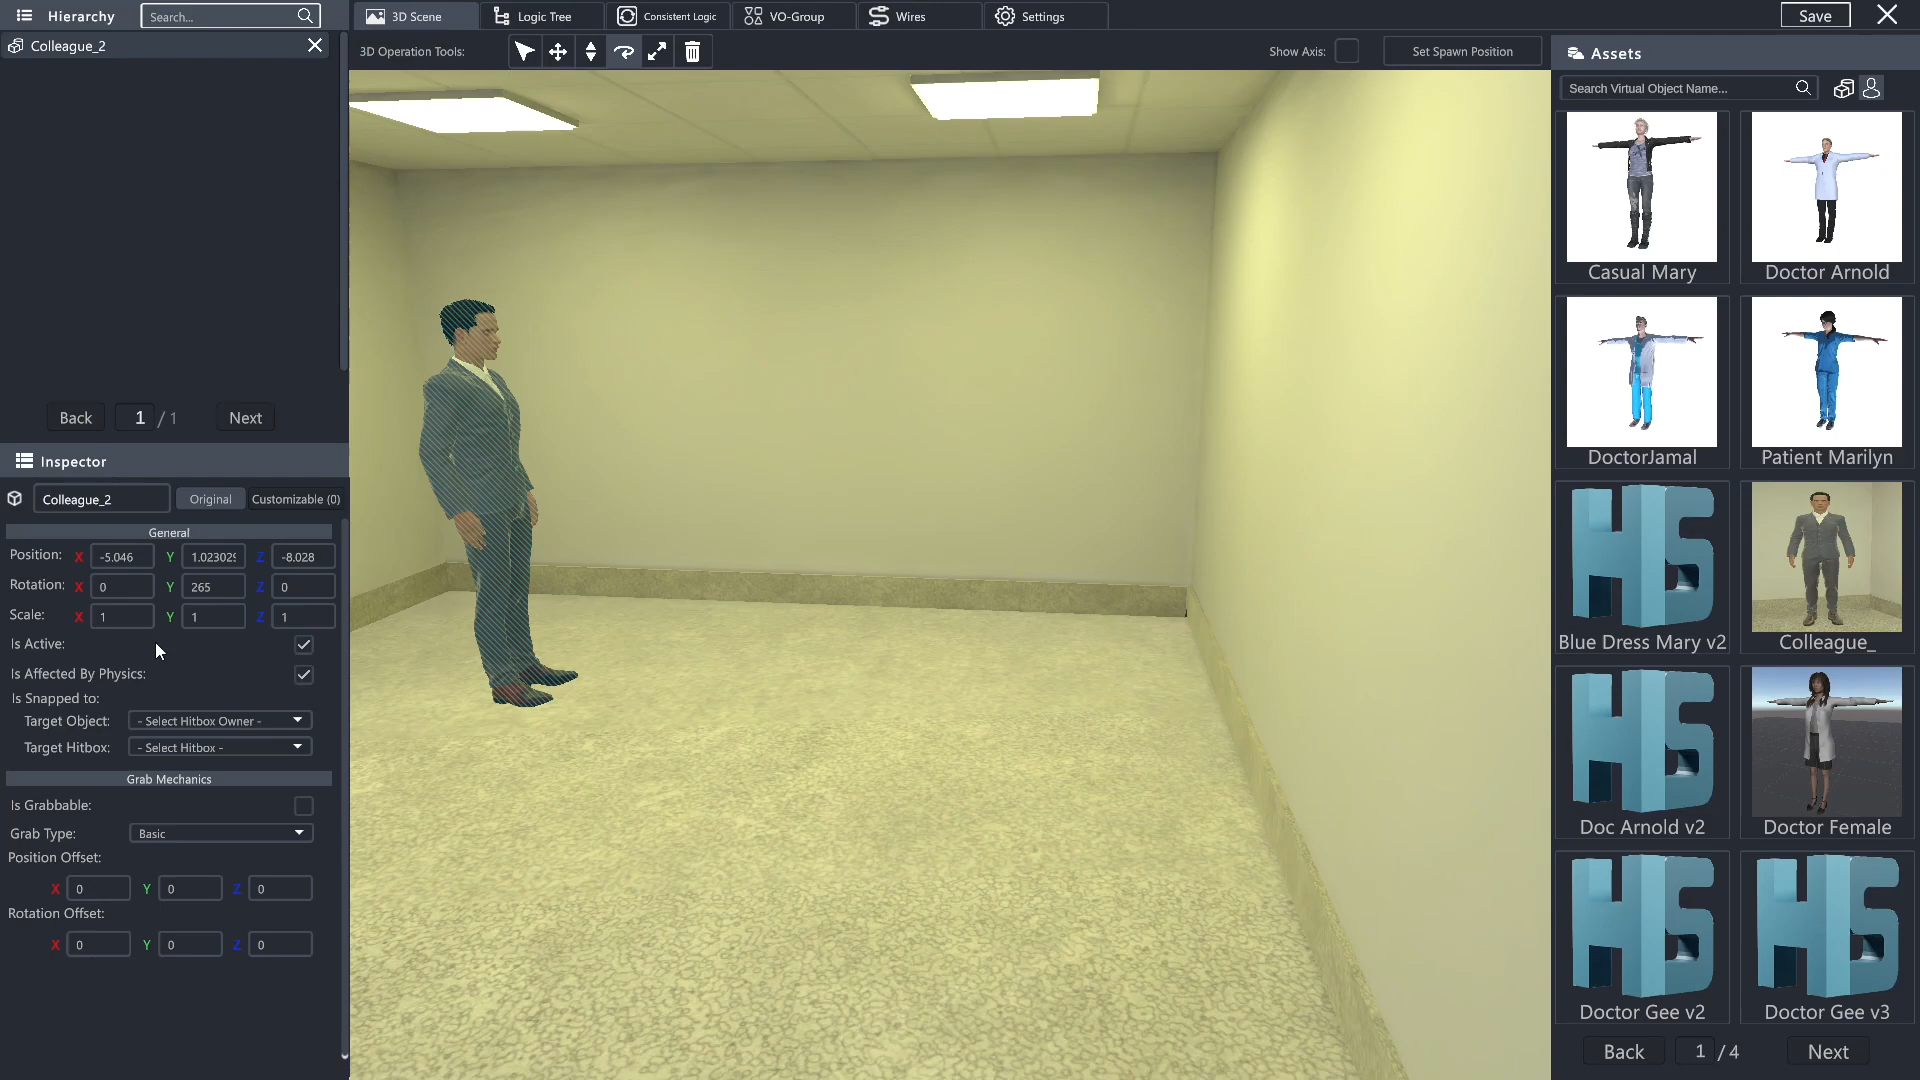 Hierarchy
Search...
Colleague_2
Back 1 / 1 Next
Inspector
Colleague_2 Original Customizable (0)
General
Position: X -5.046 Y 1.02302 Z -8.028
Rotation: X 0 Y 265 Z 0
Scale: X 1 Y 1 Z 1
Is Active:
Is Affected By Physics:
Is Snapped to:
Target Object: - Select Hitbox Owner -
Target Hitbox: - Select Hitbox -
Grab Mechanics
Is Grabbable:
Grab Type: Basic
Position Offset:
X 0 Y 0 Z 0
Rotation Offset:
X 0 Y 0 Z 0
3D Scene Logic Tree Consistent Logic VO-Group Wires Settings
Save
3D Operation Tools: Show Axis: Set Spawn Position
Assets
Search Virtual Object Name...
Casual Mary Doctor Arnold
DoctorJamal Patient Marilyn
Blue Dress Mary v2 Colleague_
Doc Arnold v2 Doctor Female
Doctor Gee v2 Doctor Gee v3
Back 1 / 4 Next